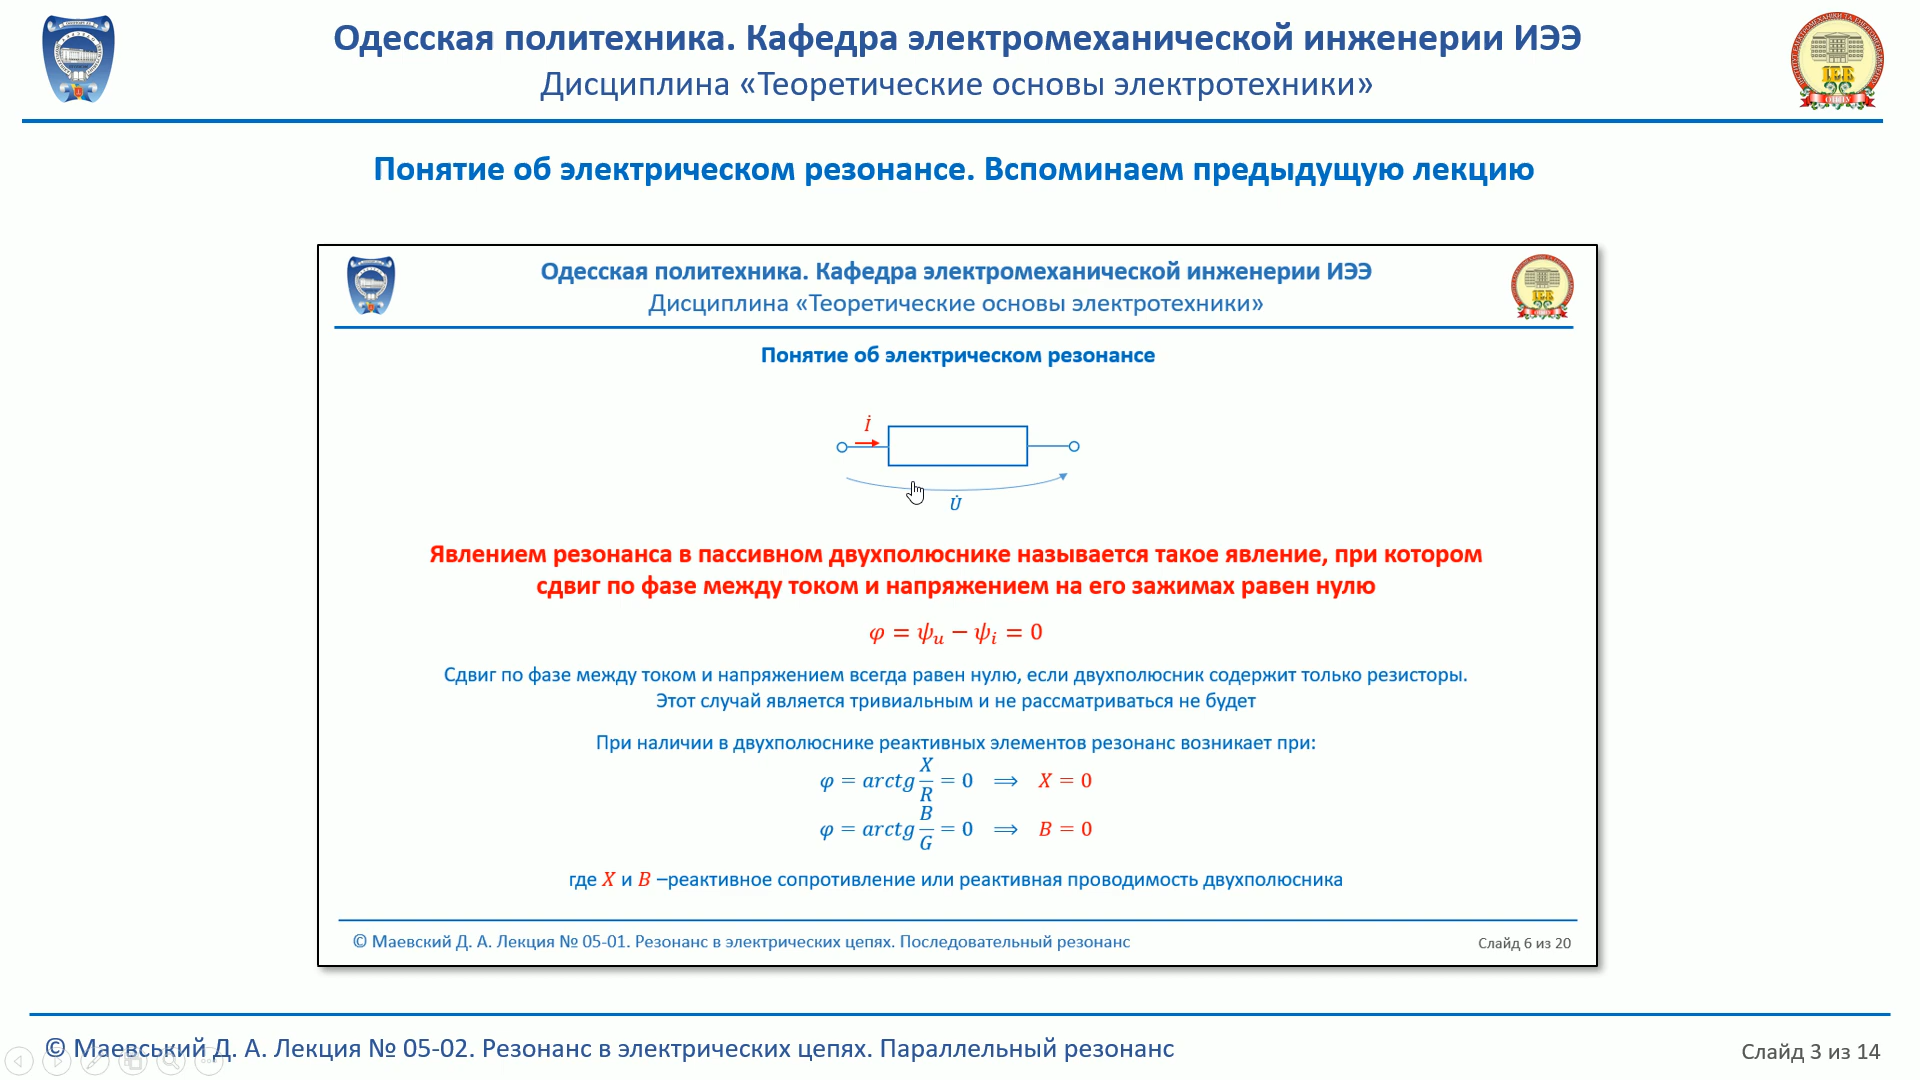 Одесская политехника. Кафедра электромеханической инженерии ИЭЭ
Дисциплина «Теоретические основы электротехники»
Понятие об электрическом резонансе. Вспоминаем предыдущую лекцию
Одесская политехника. Кафедра электромеханической инженерии ИЭЭ
Дисциплина «Теоретические основы электротехники»
Понятие об электрическом резонансе
İ
U̇
Явлением резонанса в пассивном двухполюснике называется такое явление, при котором
сдвиг по фазе между током и напряжением на его зажимах равен нулю
φ = ψᵤ − ψᵢ = 0
Сдвиг по фазе между током и напряжением всегда равен нулю, если двухполюсник содержит только резисторы.
Этот случай является тривиальным и не рассматриваться не будет
При наличии в двухполюснике реактивных элементов резонанс возникает при:
φ = arctg X/R = 0 ⟹ X = 0
φ = arctg B/G = 0 ⟹ B = 0
где X и B –реактивное сопротивление или реактивная проводимость двухполюсника
© Маевский Д. А. Лекция № 05-01. Резонанс в электрических цепях. Последовательный резонанс
Слайд 6 из 20
© Маевський Д. А. Лекция № 05-02. Резонанс в электрических цепях. Параллельный резонанс
Слайд 3 из 14